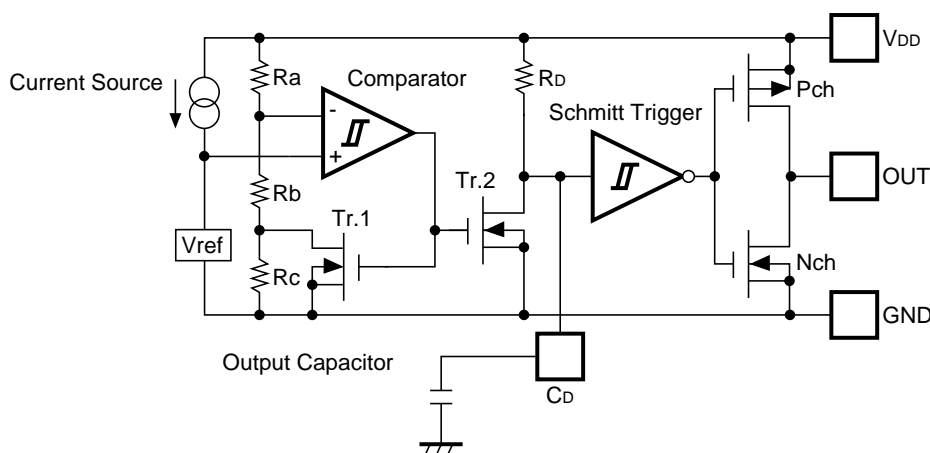 VDD
Current Source
Ra
Comparator
RD
Schmitt Trigger
Pch
-
+
OUT
Rb
Tr.1
Tr.2
Vref
Rc
Nch
GND
Output Capacitor
CD